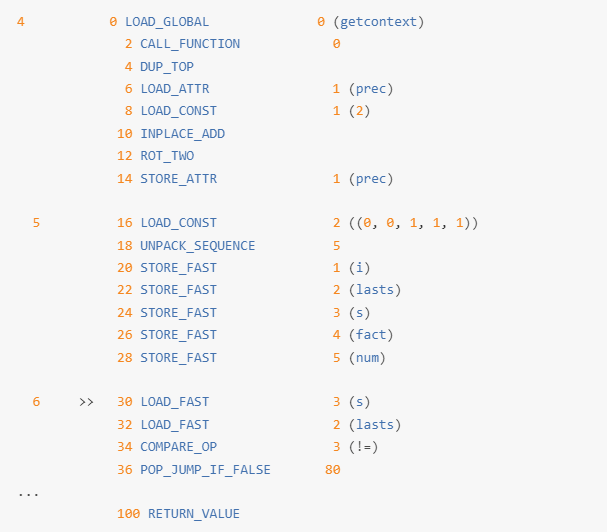 4 0 LOAD_GLOBAL 0 (getcontext)
2 CALL_FUNCTION 0
4 DUP_TOP
6 LOAD_ATTR 1 (prec)
8 LOAD_CONST 1 (2)
10 INPLACE_ADD
12 ROT_TWO
14 STORE_ATTR 1 (prec)
5 16 LOAD_CONST 2 ((0, 0, 1, 1, 1))
18 UNPACK_SEQUENCE 5
20 STORE_FAST 1 (i)
22 STORE_FAST 2 (lasts)
24 STORE_FAST 3 (s)
26 STORE_FAST 4 (fact)
28 STORE_FAST 5 (num)
6 >> 30 LOAD_FAST 3 (s)
32 LOAD_FAST 2 (lasts)
34 COMPARE_OP 3 (!=)
36 POP_JUMP_IF_FALSE 80
...
100 RETURN_VALUE